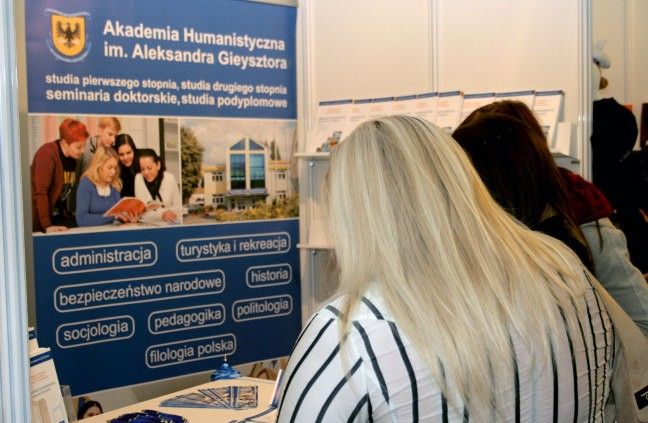 Akademia Humanistyczna
im. Aleksandra Gieysztora
studia pierwszego stopnia, studia drugiego stopnia
seminaria doktorskie, studia podyplomowe
administracja
turystyka i rekreacja
bezpieczeństwo narodowe
historia
socjologia
pedagogika
politologia
filologia polska